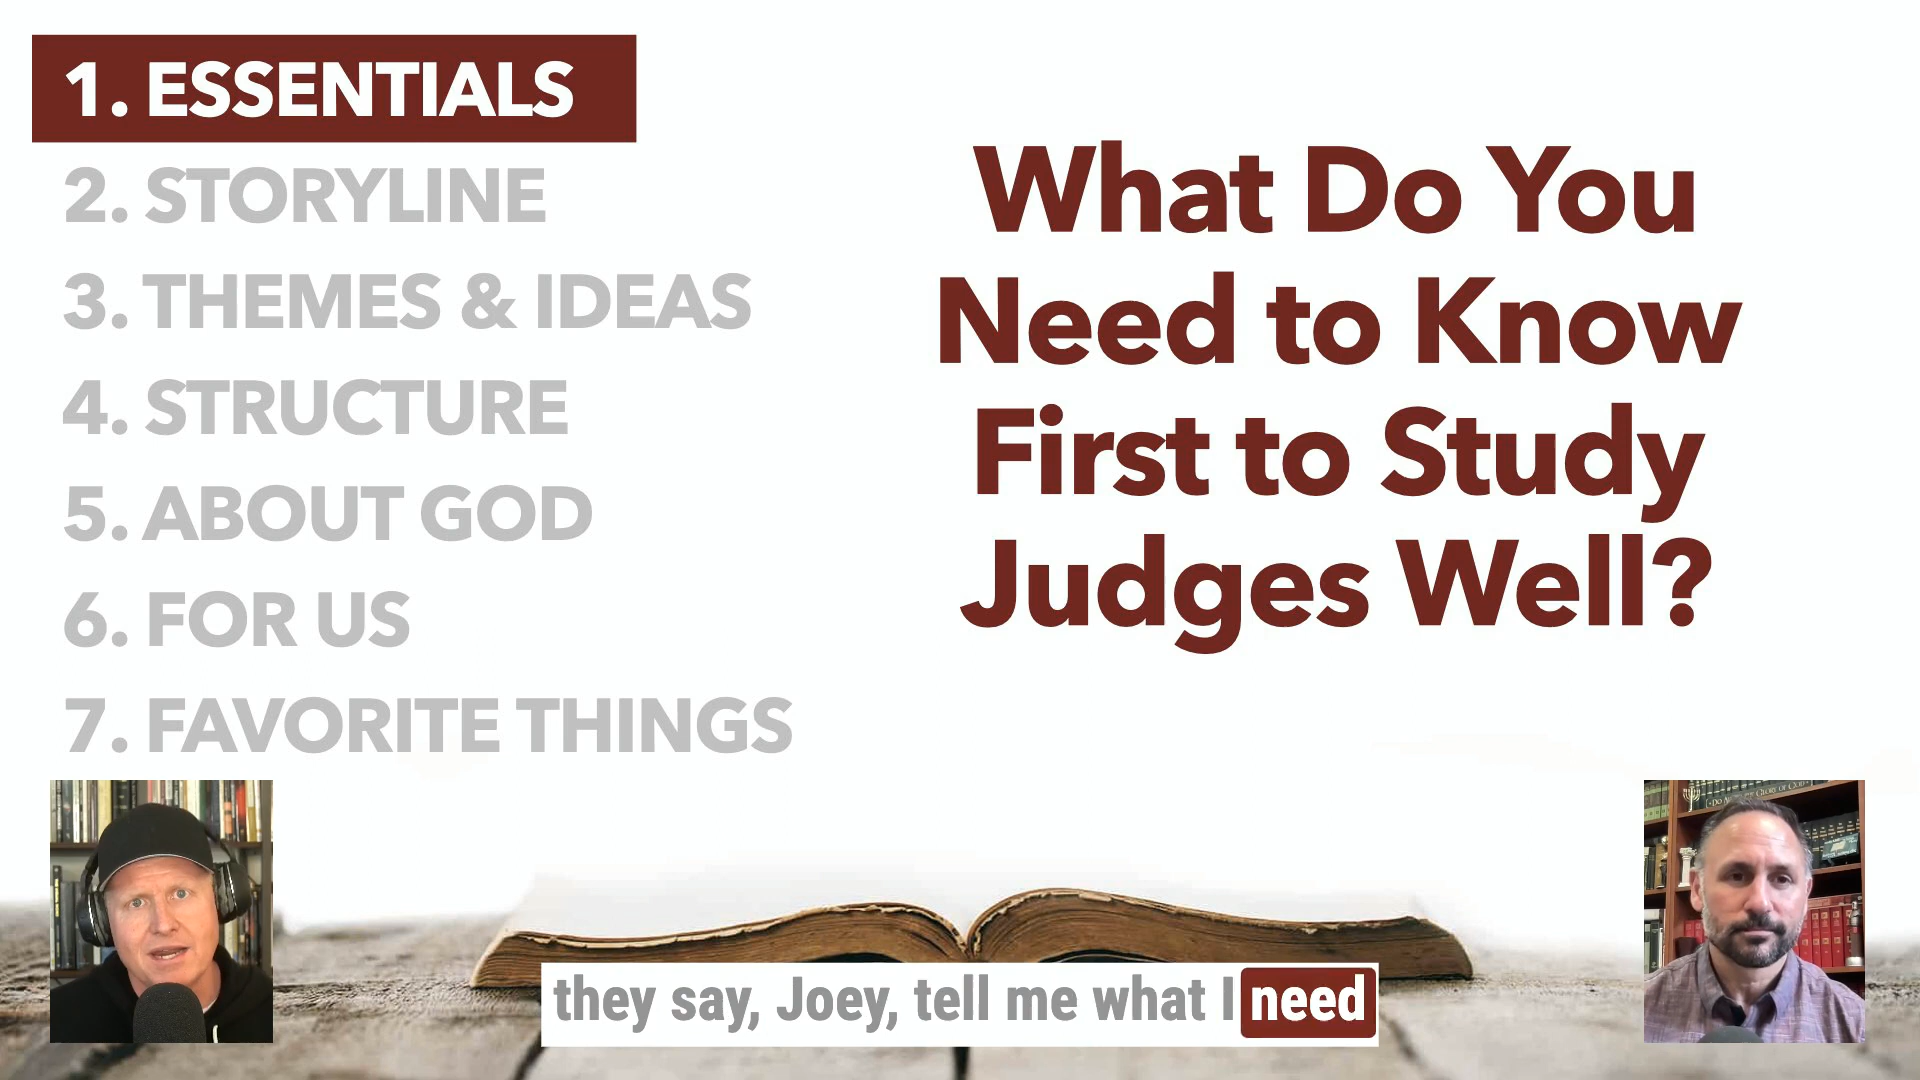 1. ESSENTIALS
2. STORYLINE
3. THEMES & IDEAS
4. STRUCTURE
5. ABOUT GOD
6. FOR US
7. FAVORITE THINGS
What Do You
Need to Know
First to Study
Judges Well?
they say, Joey, tell me what I need